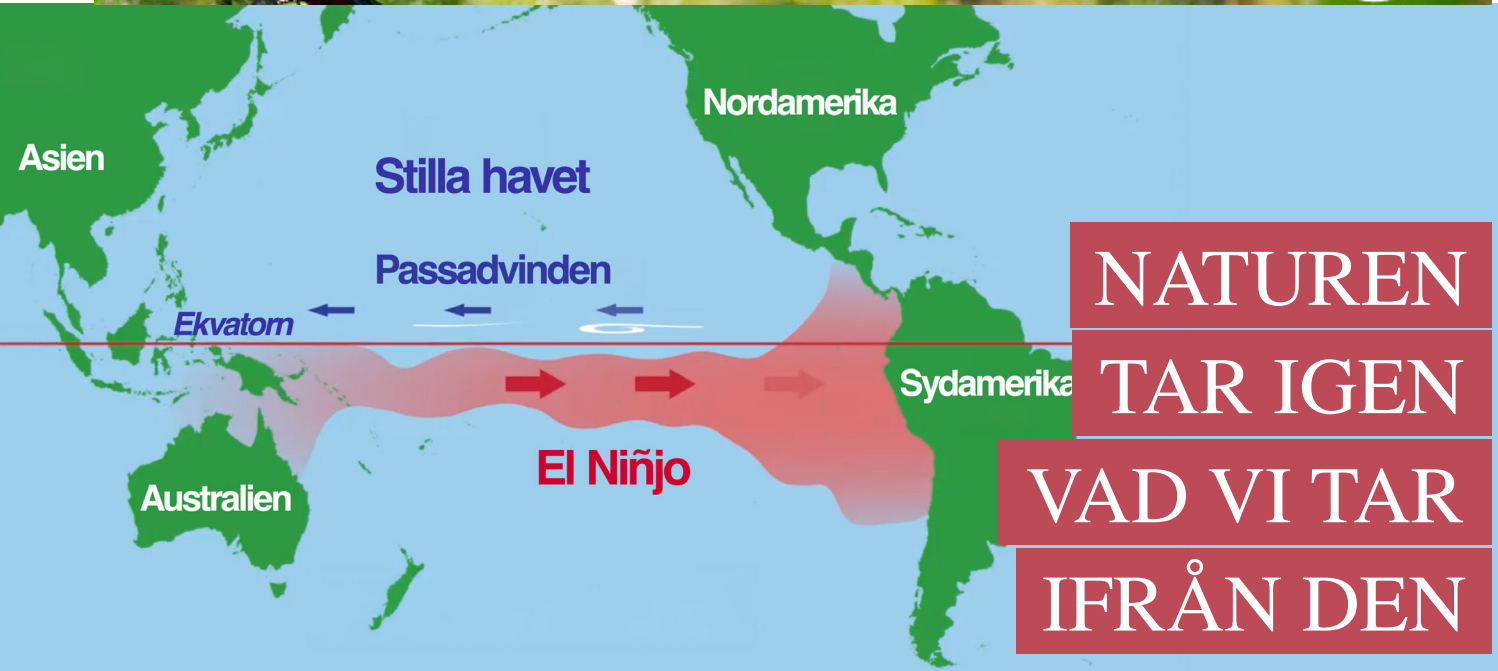 Nordamerika
Asien
Stilla havet
Passadvinden
Ekvatorn
Sydamerika
El Niñjo
Australien
NATUREN
TAR IGEN
VAD VI TAR
IFRÅN DEN